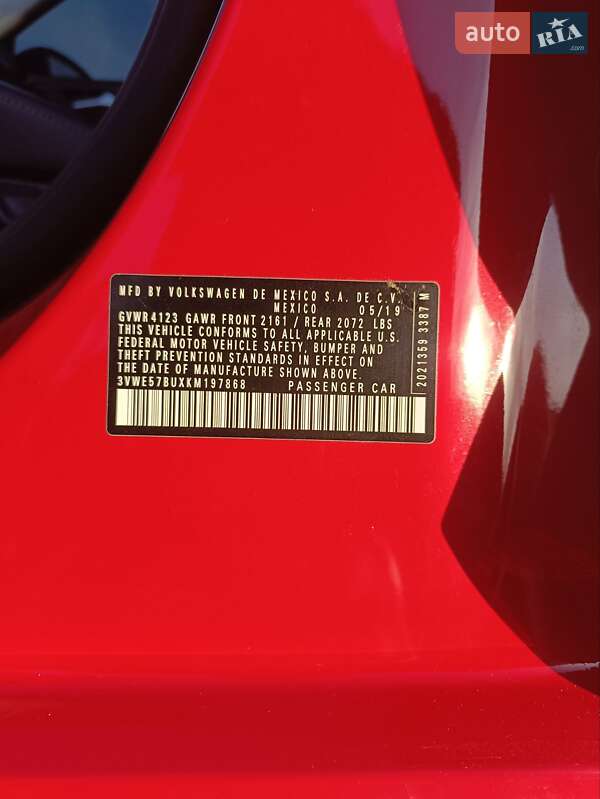 auto RIA
.com
MFD BY VOLKSWAGEN DE MEXICO S.A. DE C.V.
MEXICO 05/19
GVWR 4123 GAWR FRONT 2161 / REAR 2072 LBS
THIS VEHICLE CONFORMS TO ALL APPLICABLE U.S.
FEDERAL MOTOR VEHICLE SAFETY, BUMPER AND
THEFT PREVENTION STANDARDS IN EFFECT ON
THE DATE OF MANUFACTURE SHOWN ABOVE.
3VWE57BUXKM197868 PASSENGER CAR
2021359 3387 M